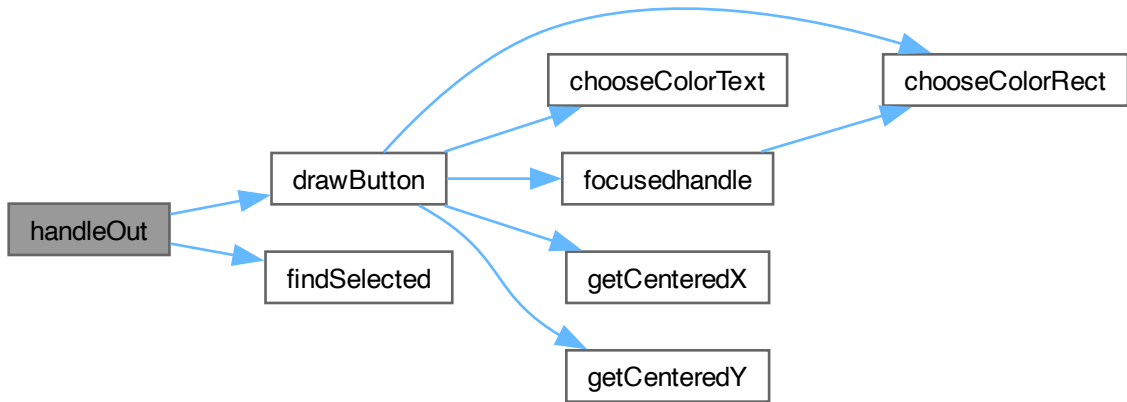 handleOut
drawButton
findSelected
chooseColorText
focusedhandle
getCenteredX
getCenteredY
chooseColorRect